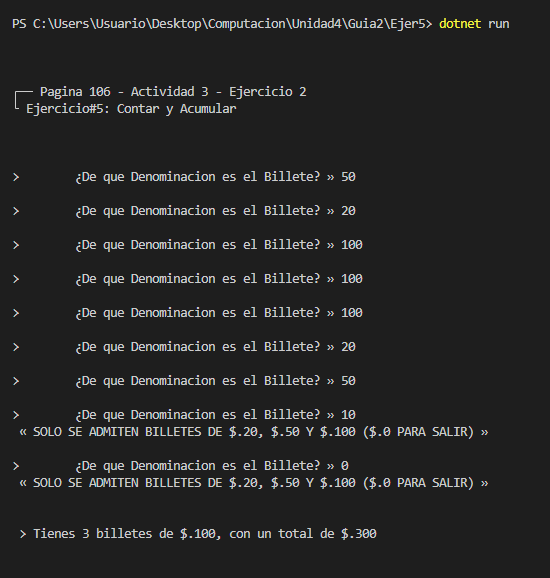 PS C:\Users\Usuario\Desktop\Computacion\Unidad4\Guia2\Ejer5> dotnet run
Pagina 106 - Actividad 3 - Ejercicio 2
Ejercicio#5: Contar y Acumular
> ¿De que Denominacion es el Billete? » 50
> ¿De que Denominacion es el Billete? » 20
> ¿De que Denominacion es el Billete? » 100
> ¿De que Denominacion es el Billete? » 100
> ¿De que Denominacion es el Billete? » 100
> ¿De que Denominacion es el Billete? » 20
> ¿De que Denominacion es el Billete? » 50
> ¿De que Denominacion es el Billete? » 10
« SOLO SE ADMITEN BILLETES DE $.20, $.50 Y $.100 ($.0 PARA SALIR) »
> ¿De que Denominacion es el Billete? » 0
« SOLO SE ADMITEN BILLETES DE $.20, $.50 Y $.100 ($.0 PARA SALIR) »
> Tienes 3 billetes de $.100, con un total de $.300